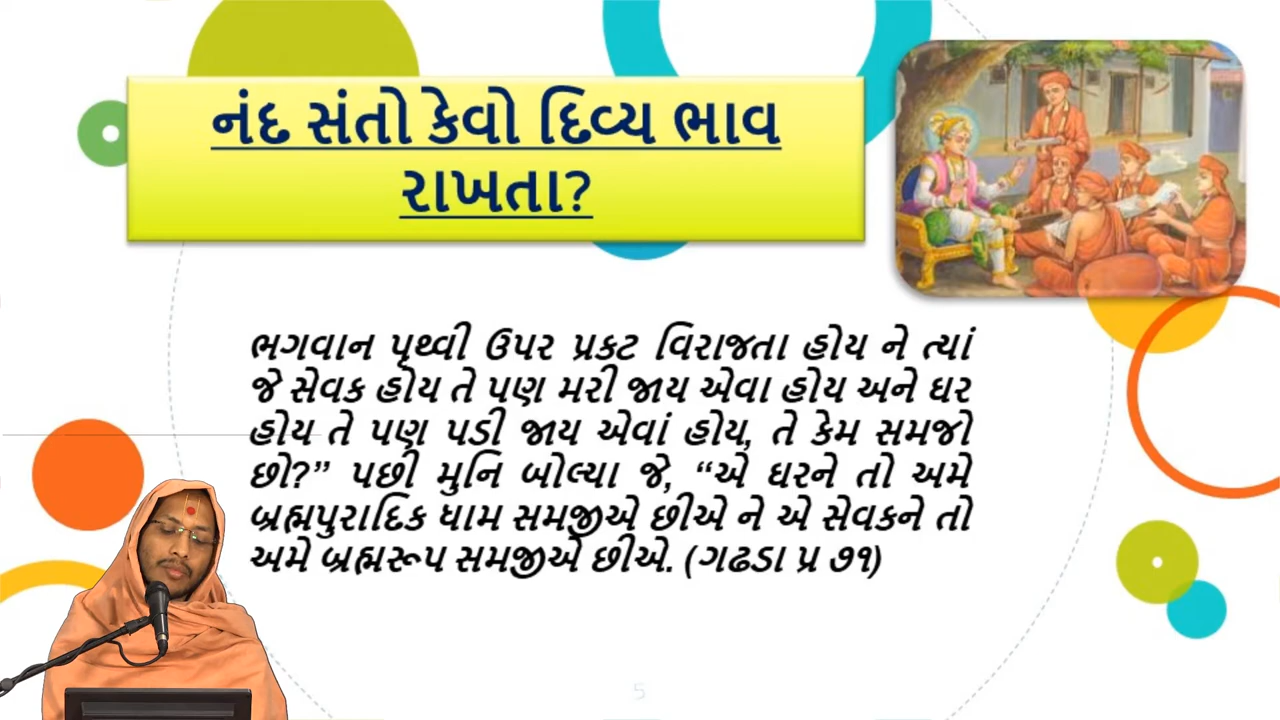 નંદ સંતો કેવો દિવ્ય ભાવ
રાખતા?
ભગવાન પૃથ્વી ઉપર પ્રકટ વિરાજતા હોય ને ત્યાં
જે સેવક હોય તે પણ મરી જાય એવા હોય અને ઘર
હોય તે પણ પડી જાય એવાં હોય, તે કેમ સમજો
છો?” પછી મુનિ બોલ્યા જે, “એ ઘરને તો અમે
બ્રહ્મપુરાદિક ધામ સમજીએ છીએ ને એ સેવકને તો
અમે બ્રહ્મરૂપ સમજીએ છીએ. (ગઢડા પ્ર ૭૧)
5